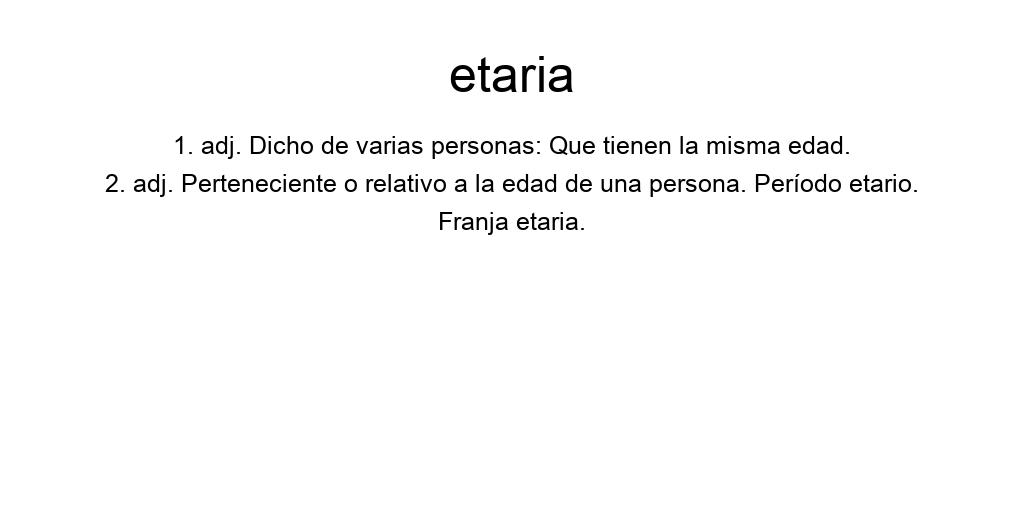 etaria
1. adj. Dicho de varias personas: Que tienen la misma edad.
2. adj. Perteneciente o relativo a la edad de una persona. Período etario.
Franja etaria.